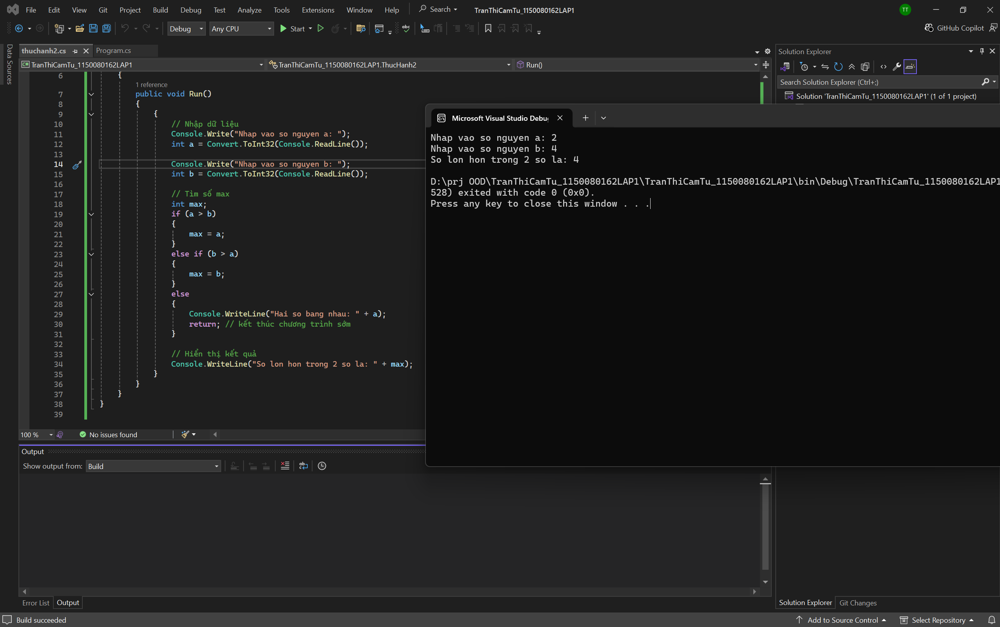 File Edit View Git Project Build Debug Test Analyze Tools Extensions Window Help Search TranThiCamTu_1150080162LAP1 TT
Debug Any CPU Start GitHub Copilot
Data Sources
thuchanh2.cs Program.cs
TranThiCamTu_1150080162LAP1 TranThiCamTu_1150080162LAP1.ThucHanh2 Run()
6 {
1 reference
7 public void Run()
8 {
9 {
10 // Nhập dữ liệu
11 Console.Write("Nhap vao so nguyen a: ");
12 int a = Convert.ToInt32(Console.ReadLine());
13
14 Console.Write("Nhap vao so nguyen b: ");
15 int b = Convert.ToInt32(Console.ReadLine());
16
17 // Tìm số max
18 int max;
19 if (a > b)
20 {
21 max = a;
22 }
23 else if (b > a)
24 {
25 max = b;
26 }
27 else
28 {
29 Console.WriteLine("Hai so bang nhau: " + a);
30 return; // kết thúc chương trình sớm
31 }
32
33 // Hiển thị kết quả
34 Console.WriteLine("So lon hon trong 2 so la: " + max);
35 }
36 }
37 }
38 }
39
100 % No issues found
Microsoft Visual Studio Debu
Nhap vao so nguyen a: 2
Nhap vao so nguyen b: 4
So lon hon trong 2 so la: 4
D:\prj OOD\TranThiCamTu_1150080162LAP1\TranThiCamTu_1150080162LAP1\bin\Debug\TranThiCamTu_1150080162LAP1
528) exited with code 0 (0x0).
Press any key to close this window . . .
Solution Explorer
Search Solution Explorer (Ctrl+;)
Solution 'TranThiCamTu_1150080162LAP1' (1 of 1 project)
Output
Show output from: Build
Error List Output
Solution Explorer Git Changes
Build succeeded Add to Source Control Select Repository